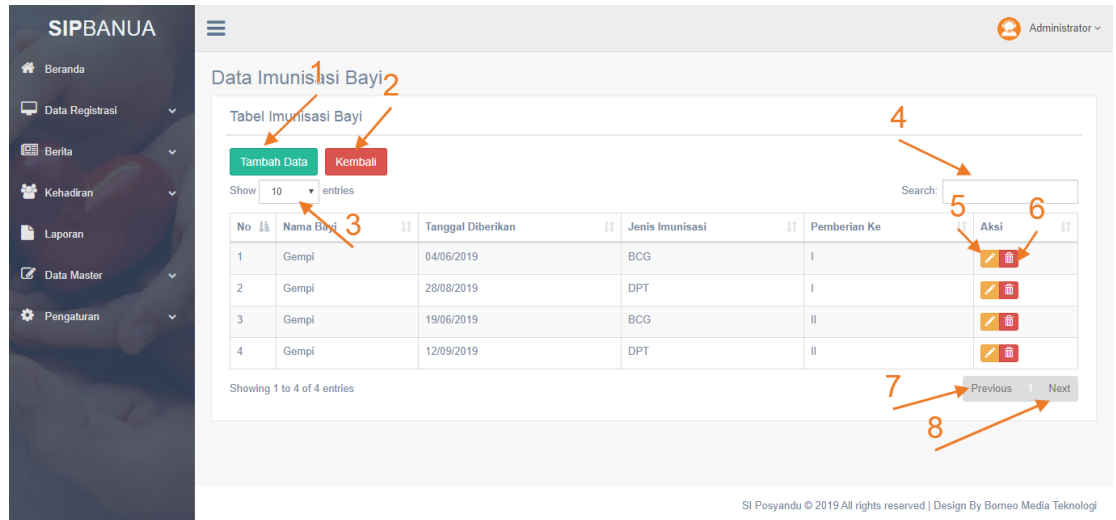 SIPBANUA
Administrator
Beranda
Data Registrasi
Berita
Kehadiran
Laporan
Data Master
Pengaturan
Data Imunisasi Bayi
1
2
Tabel Imunisasi Bayi
4
Tambah Data Kembali
Show 10 entries
Search:
3
5
6
No Nama Bayi Tanggal Diberikan Jenis Imunisasi Pemberian Ke Aksi
1 Gempi 04/06/2019 BCG I
2 Gempi 28/08/2019 DPT I
3 Gempi 19/06/2019 BCG II
4 Gempi 12/09/2019 DPT II
Showing 1 to 4 of 4 entries
7
Previous 1 Next
8
SI Posyandu © 2019 All rights reserved | Design By Borneo Media Teknologi